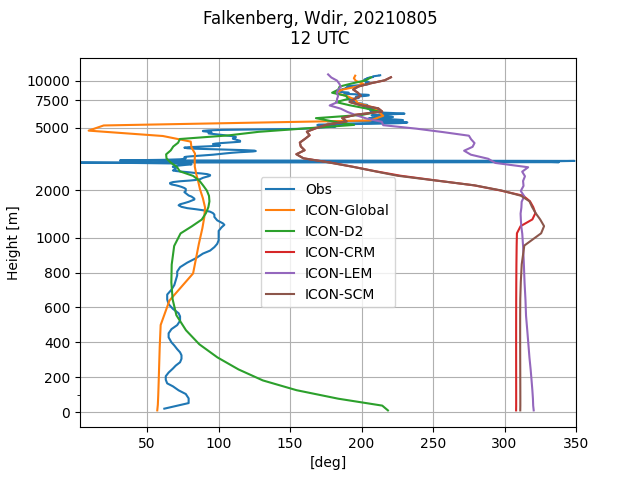 Falkenberg, Wdir, 20210805
12 UTC
Height [m]
10000
7500
5000
2000
1000
800
600
400
200
0
Obs
ICON-Global
ICON-D2
ICON-CRM
ICON-LEM
ICON-SCM
50 100 150 200 250 300 350
[deg]